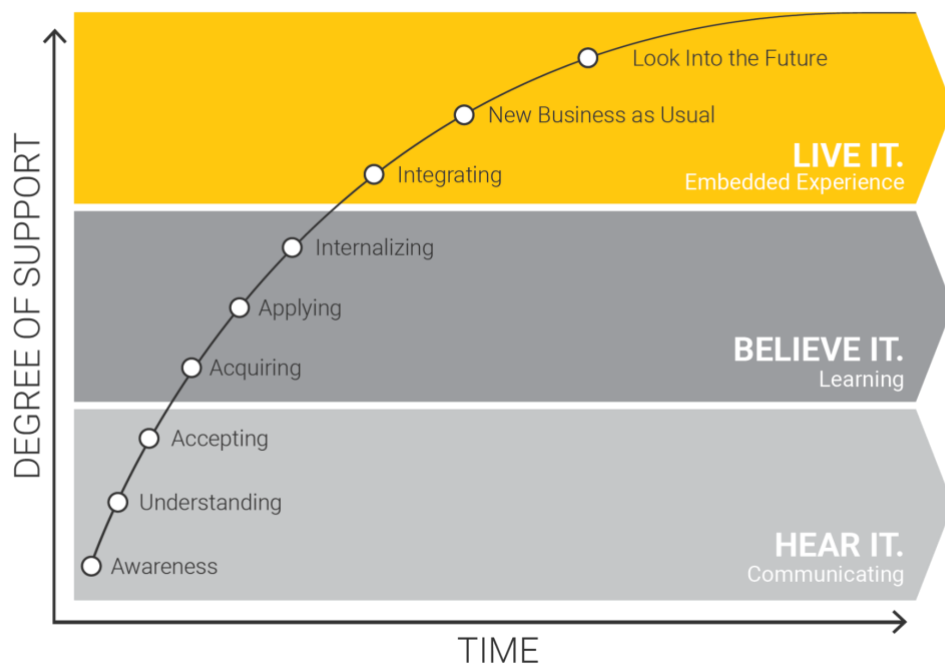 DEGREE OF SUPPORT
Look Into the Future
New Business as Usual
LIVE IT.
Embedded Experience
Integrating
Internalizing
Applying
BELIEVE IT.
Acquiring
Learning
Accepting
Understanding
HEAR IT.
Awareness
Communicating
TIME